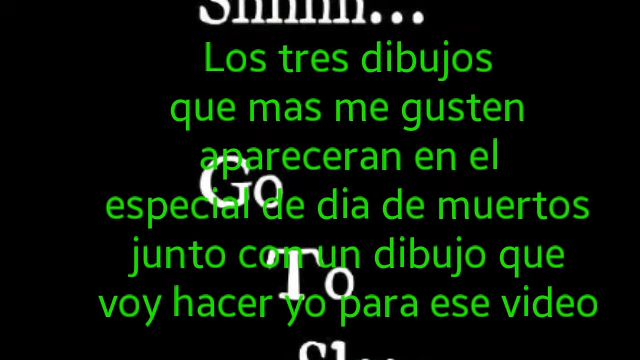 Shhhh...
Los tres dibujos
que mas me gusten
apareceran en el
Go
especial de dia de muertos
junto con un dibujo que
To
voy hacer yo para ese video